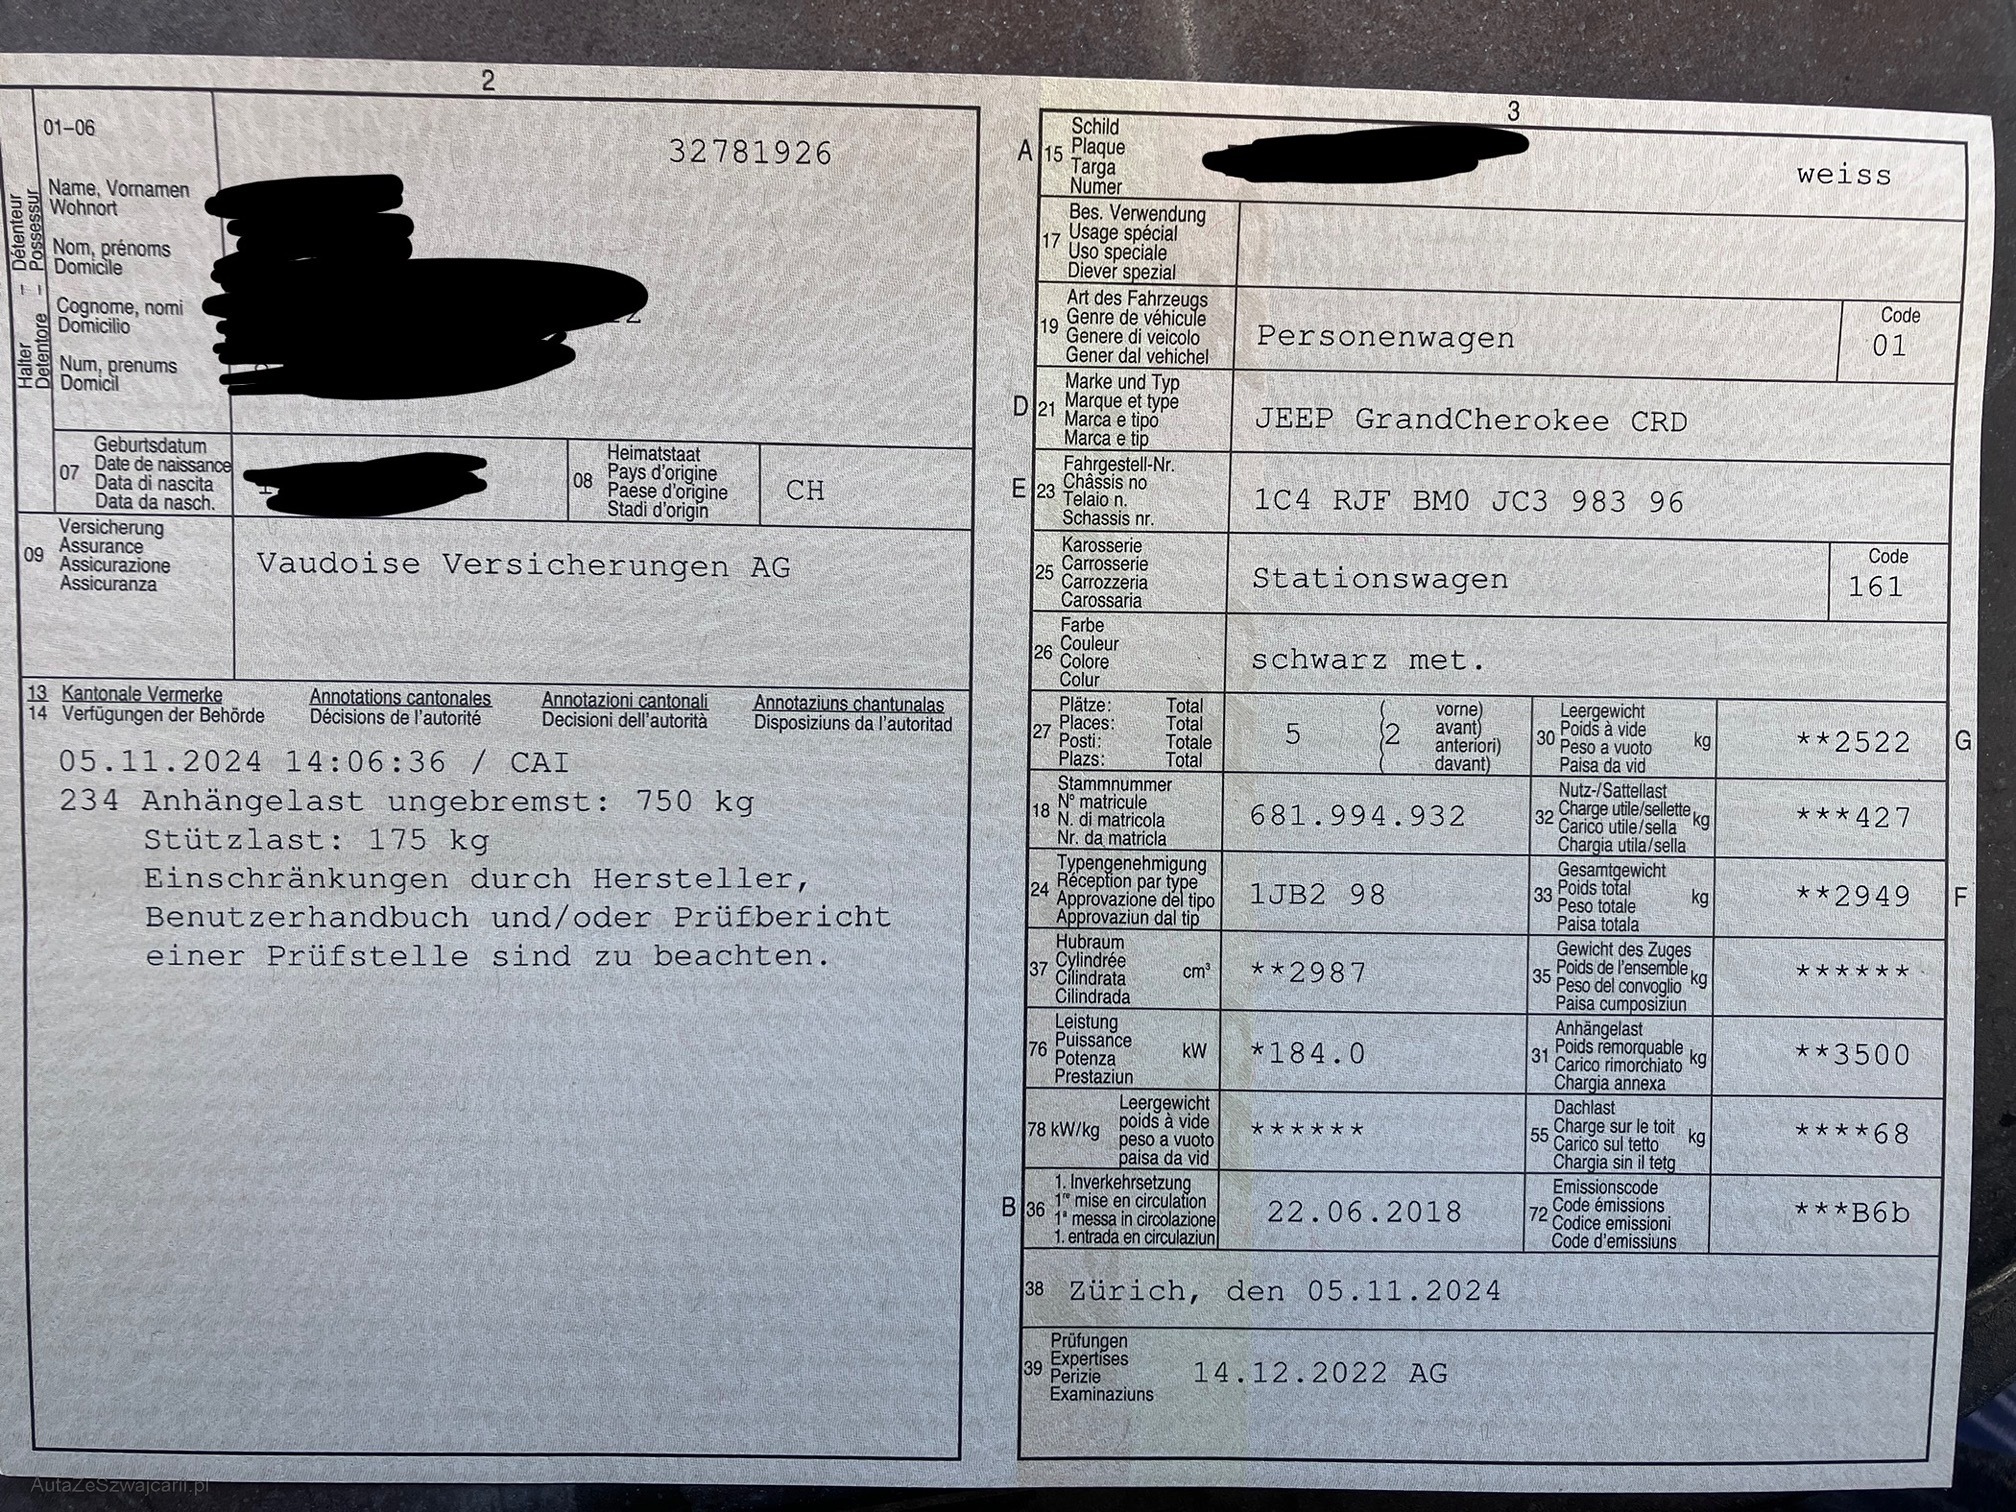 2
01-06
32781926
Halter – Détenteur
Detentore – Possessur
Name, Vornamen
Wohnort
Nom, prénoms
Domicile
Cognome, nomi
Domicilio
Num, prenums
Domicil
07
Geburtsdatum
Date de naissance
Data di nascita
Data da nasch.
08
Heimatstaat
Pays d'origine
Paese d'origine
Stadi d'origin
CH
09
Versicherung
Assurance
Assicurazione
Assicuranza
Vaudoise Versicherungen AG
13 Kantonale Vermerke Annotations cantonales Annotazioni cantonali Annotaziuns chantunalas
14 Verfügungen der Behörde Décisions de l'autorité Decisioni dell'autorità Disposiziuns da l'autoritad
05.11.2024 14:06:36 / CAI
234 Anhängelast ungebremst: 750 kg
Stützlast: 175 kg
Einschränkungen durch Hersteller,
Benutzerhandbuch und/oder Prüfbericht
einer Prüfstelle sind zu beachten.
3
A 15
Schild
Plaque
Targa
Numer
weiss
17
Bes. Verwendung
Usage spécial
Uso speciale
Diever spezial
19
Art des Fahrzeugs
Genre de véhicule
Genere di veicolo
Gener dal vehichel
Personenwagen
Code
01
D 21
Marke und Typ
Marque et type
Marca e tipo
Marca e tip
JEEP GrandCherokee CRD
E 23
Fahrgestell-Nr.
Châssis no
Telaio n.
Schassis nr.
1C4 RJF BM0 JC3 983 96
25
Karosserie
Carrosserie
Carrozzeria
Carossaria
Stationswagen
Code
161
26
Farbe
Couleur
Colore
Colur
schwarz met.
27
Plätze: Total
Places: Total
Posti: Totale
Plazs: Total
5 (2
vorne)
avant)
anteriori)
davant)
30
Leergewicht
Poids à vide
Peso a vuoto
Paisa da vid
kg
**2522
G
18
Stammnummer
N° matricule
N. di matricola
Nr. da matricla
681.994.932
32
Nutz-/Sattellast
Charge utile/sellette
Carico utile/sella
Chargia utila/sella
kg
***427
24
Typengenehmigung
Réception par type
Approvazione del tipo
Approvaziun dal tip
1JB2 98
33
Gesamtgewicht
Poids total
Peso totale
Paisa totala
kg
**2949
F
37
Hubraum
Cylindrée
Cilindrata
Cilindrada
cm³
**2987
35
Gewicht des Zuges
Poids de l'ensemble
Peso del convoglio
Paisa cumposiziun
kg
******
76
Leistung
Puissance
Potenza
Prestaziun
kW
*184.0
31
Anhängelast
Poids remorquable
Carico rimorchiato
Chargia annexa
kg
**3500
78 kW/kg
Leergewicht
poids à vide
peso a vuoto
paisa da vid
******
55
Dachlast
Charge sur le toit
Carico sul tetto
Chargia sin il tetg
kg
****68
B 36
1. Inverkehrsetzung
1re mise en circulation
1a messa in circolazione
1. entrada en circulaziun
22.06.2018
72
Emissionscode
Code émissions
Codice emissioni
Code d'emissiuns
***B6b
38 Zürich, den 05.11.2024
39
Prüfungen
Expertises
Perizie
Examinaziuns
14.12.2022 AG
AutaZeSzwajcarii.pl